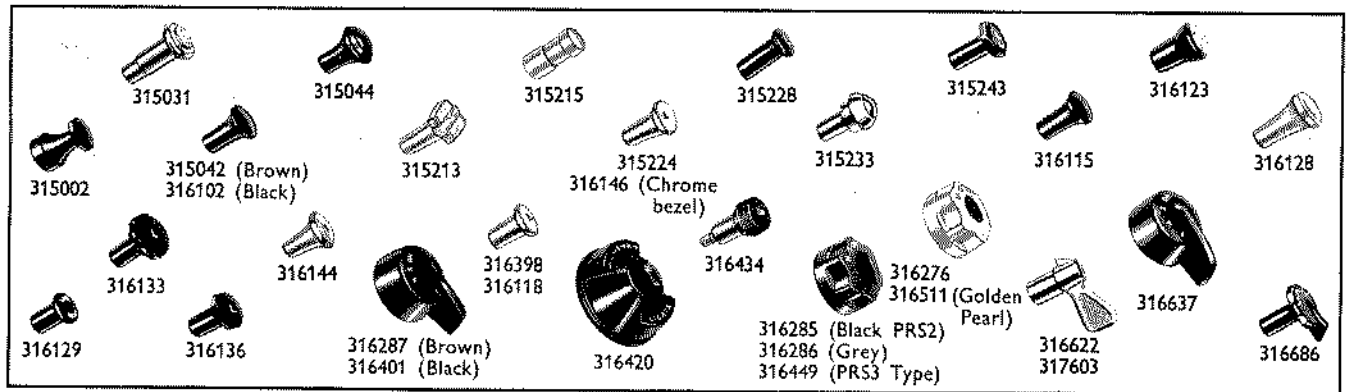 315031
315044
315215
315228
315243
316123
315002
315042 (Brown)
316102 (Black)
315213
315224
316146 (Chrome
bezel)
315233
316115
316128
316133
316144
316398
316118
316434
316276
316511 (Golden
Pearl)
316637
316129
316136
316287 (Brown)
316401 (Black)
316420
316285 (Black PRS2)
316286 (Grey)
316449 (PRS3 Type)
316622
317603
316686